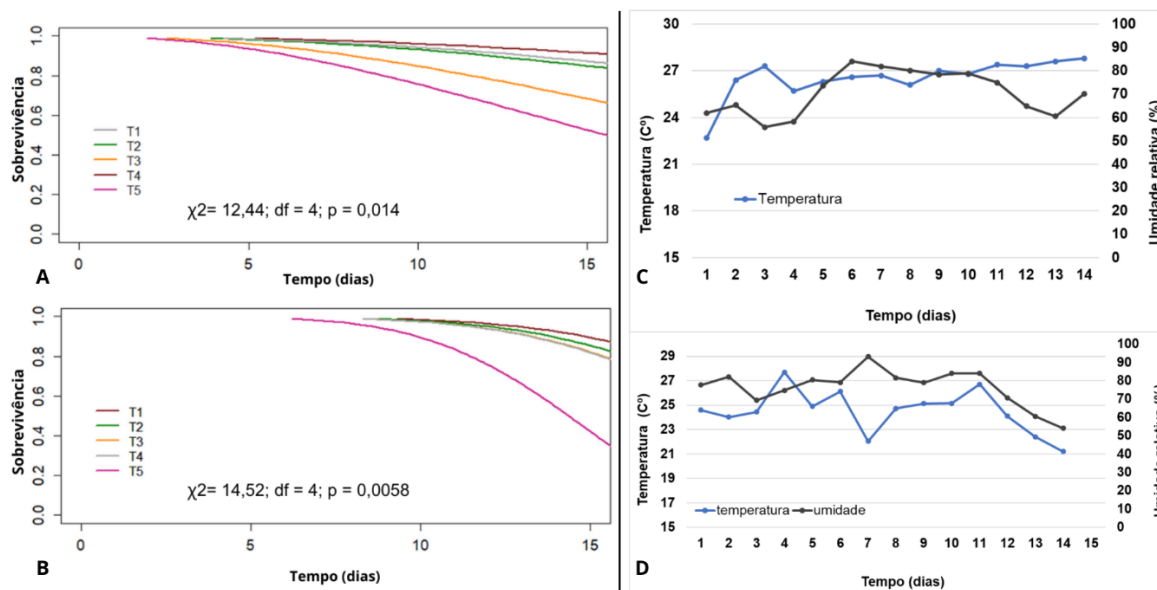 Sobrevivência
1.0
0.8
0.6
0.4
0.2
0.0
T1
T2
T3
T4
T5
χ2= 12,44; df = 4; p = 0,014
0 5 10 15
Tempo (dias)
A
Sobrevivência
1.0
0.8
0.6
0.4
0.2
0.0
T1
T2
T3
T4
T5
χ2= 14,52; df = 4; p = 0,0058
0 5 10 15
Tempo (dias)
B
Temperatura (Cº)
30
27
24
21
18
15
100
90
80
70
60
50
40
30
20
10
0
Umidade relativa (%)
Temperatura
1 2 3 4 5 6 7 8 9 10 11 12 13 14
Tempo (dias)
C
Temperatura (Cº)
29
27
25
23
21
19
17
15
100
90
80
70
60
50
40
30
20
10
0
Umidade relativa (%)
temperatura umidade
1 2 3 4 5 6 7 8 9 10 11 12 13 14 15
Tempo (dias)
D